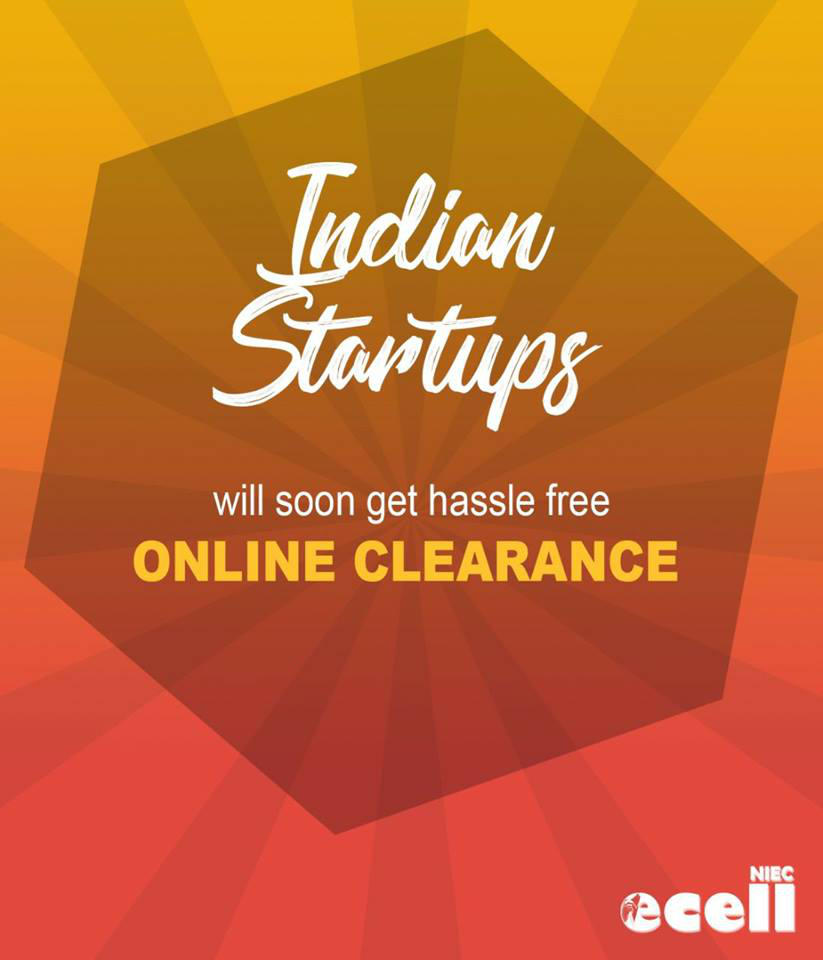 Indian
Startups
will soon get hassle free
ONLINE CLEARANCE
NIEC
ecell